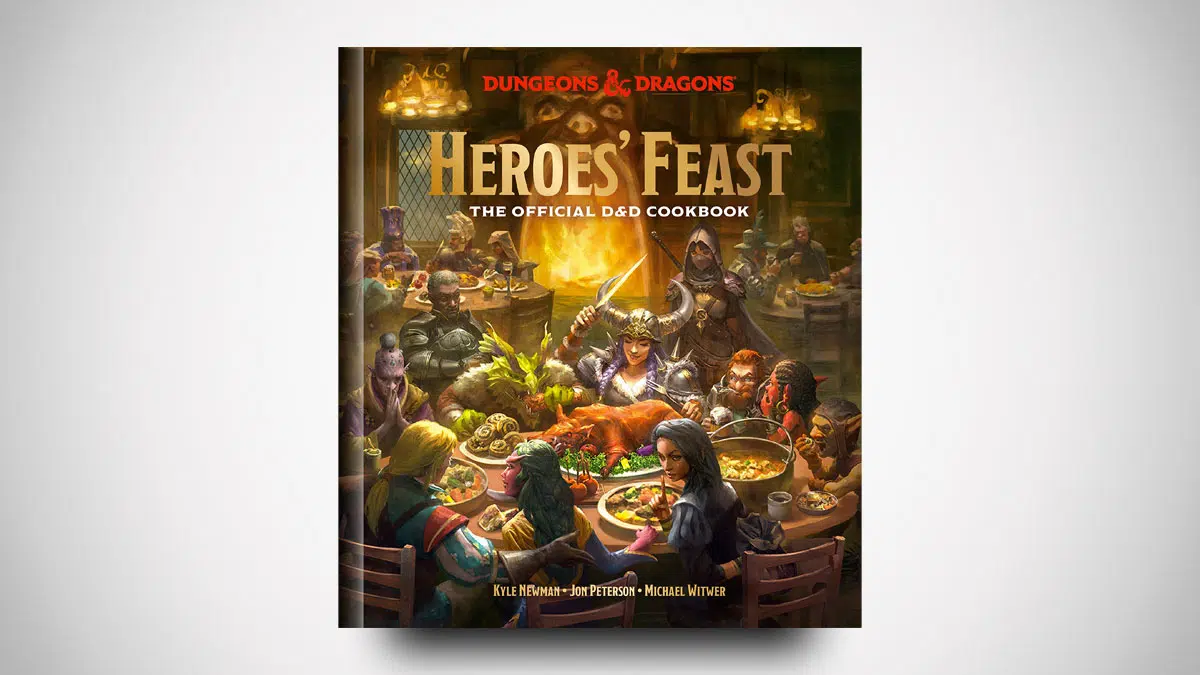 DUNGEONS & DRAGONS®
HEROES' FEAST
THE OFFICIAL D&D COOKBOOK
KYLE NEWMAN • JON PETERSON • MICHAEL WITWER